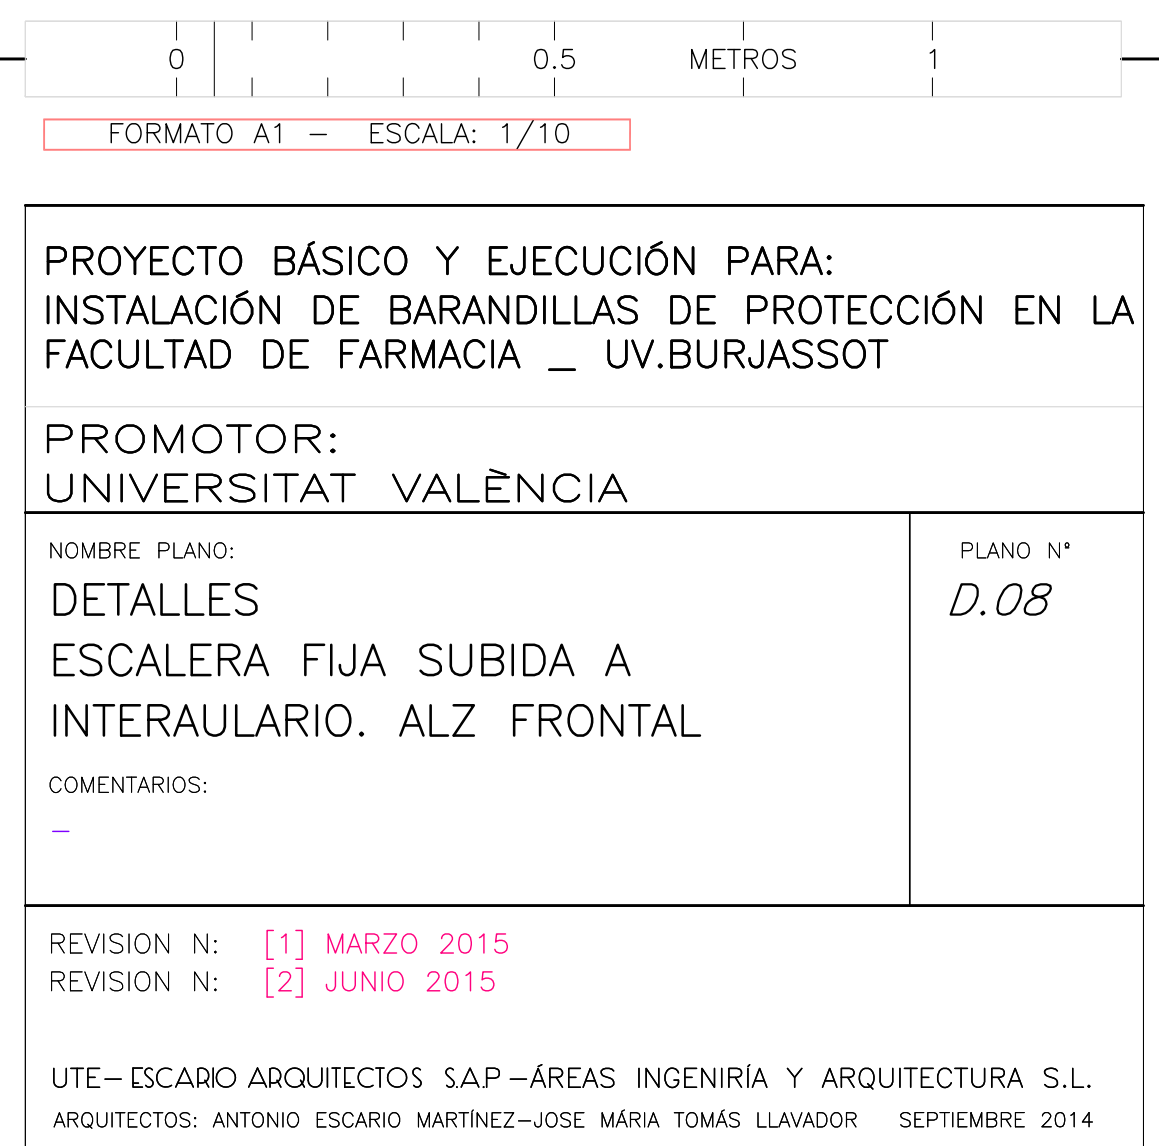 0 0.5 METROS 1
FORMATO A1 – ESCALA: 1/10
PROYECTO BÁSICO Y EJECUCIÓN PARA:
INSTALACIÓN DE BARANDILLAS DE PROTECCIÓN EN LA
FACULTAD DE FARMACIA _ UV.BURJASSOT
PROMOTOR:
UNIVERSITAT VALÈNCIA
NOMBRE PLANO:
PLANO Nº
DETALLES
D.08
ESCALERA FIJA SUBIDA A
INTERAULARIO. ALZ FRONTAL
COMENTARIOS:
–
REVISION N: [1] MARZO 2015
REVISION N: [2] JUNIO 2015
UTE– ESCARIO ARQUITECTOS S.A.P –ÁREAS INGENIRÍA Y ARQUITECTURA S.L.
ARQUITECTOS: ANTONIO ESCARIO MARTÍNEZ–JOSE MÁRIA TOMÁS LLAVADOR SEPTIEMBRE 2014